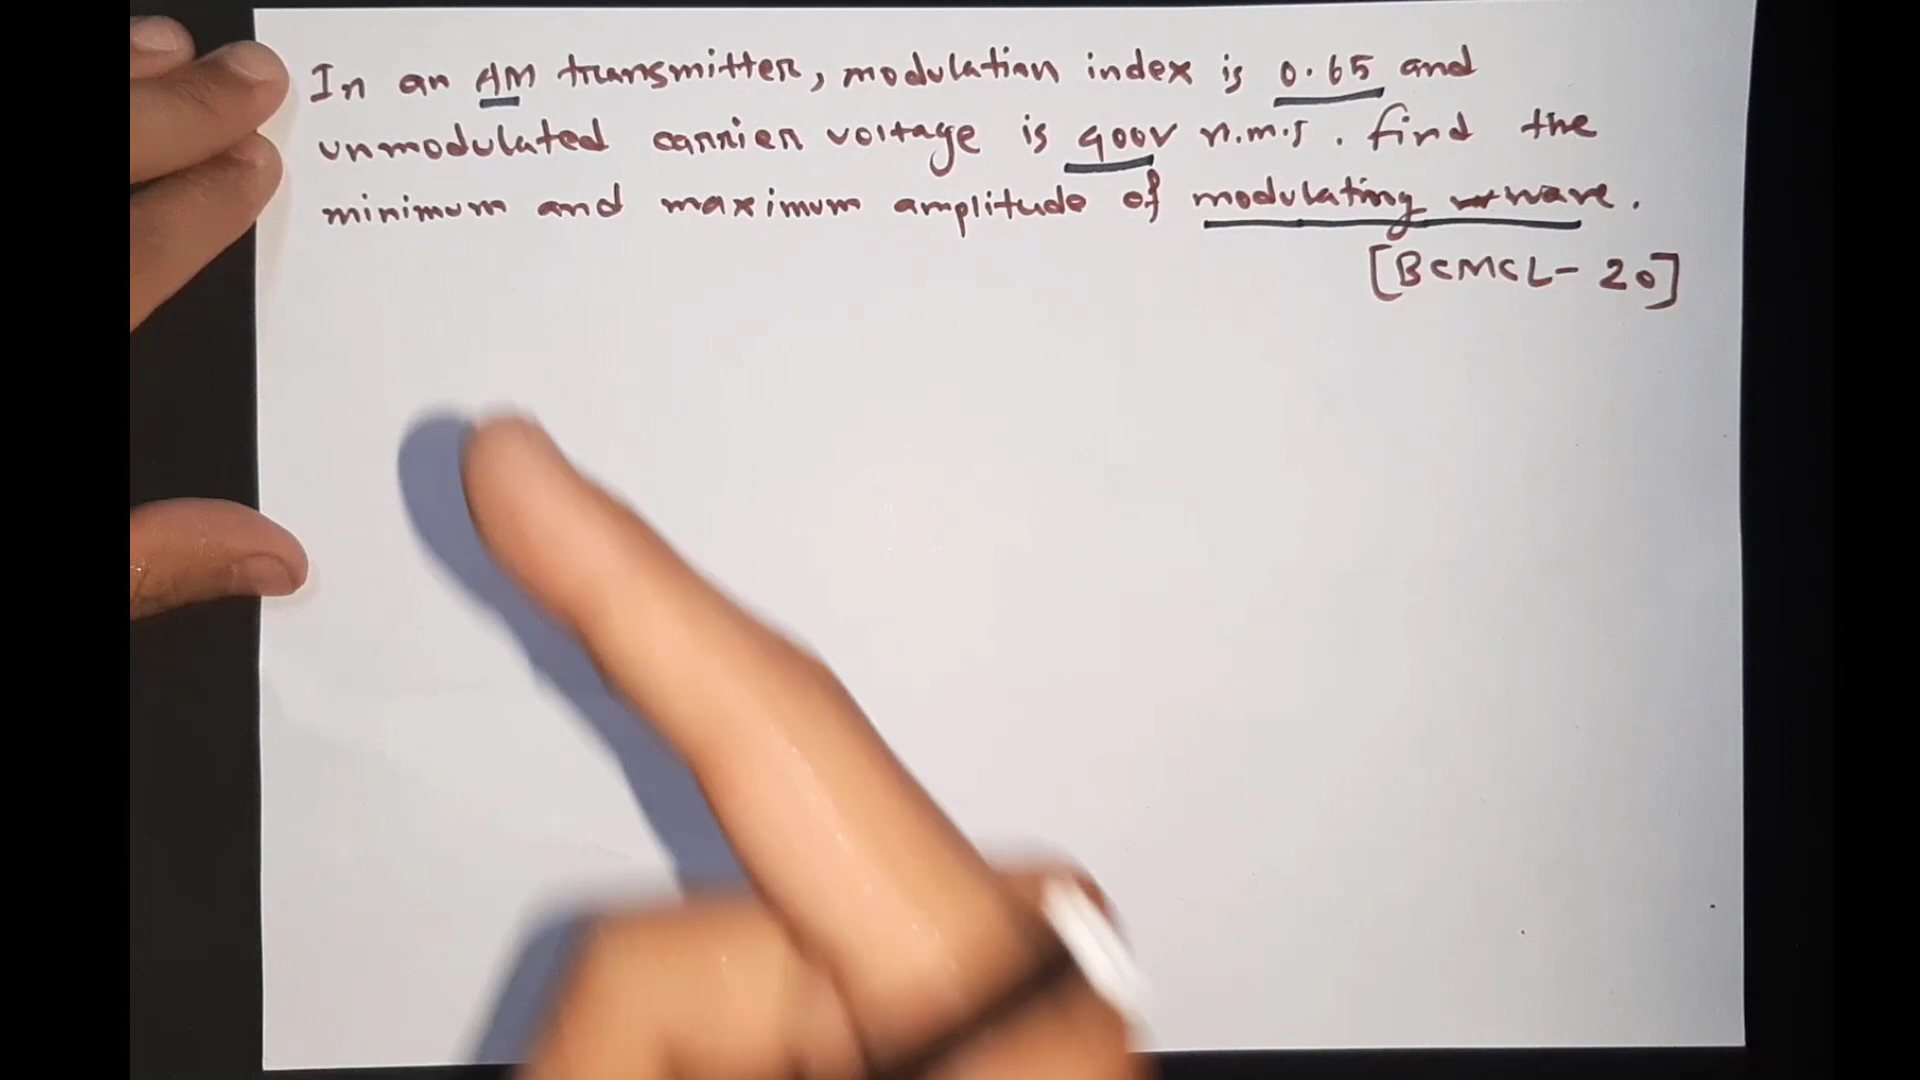 In an AM transmitter, modulation index is 0.65 and
unmodulated carrier voltage is 900V r.m.s. find the
minimum and maximum amplitude of modulating wave.
[BCMCL- 20]